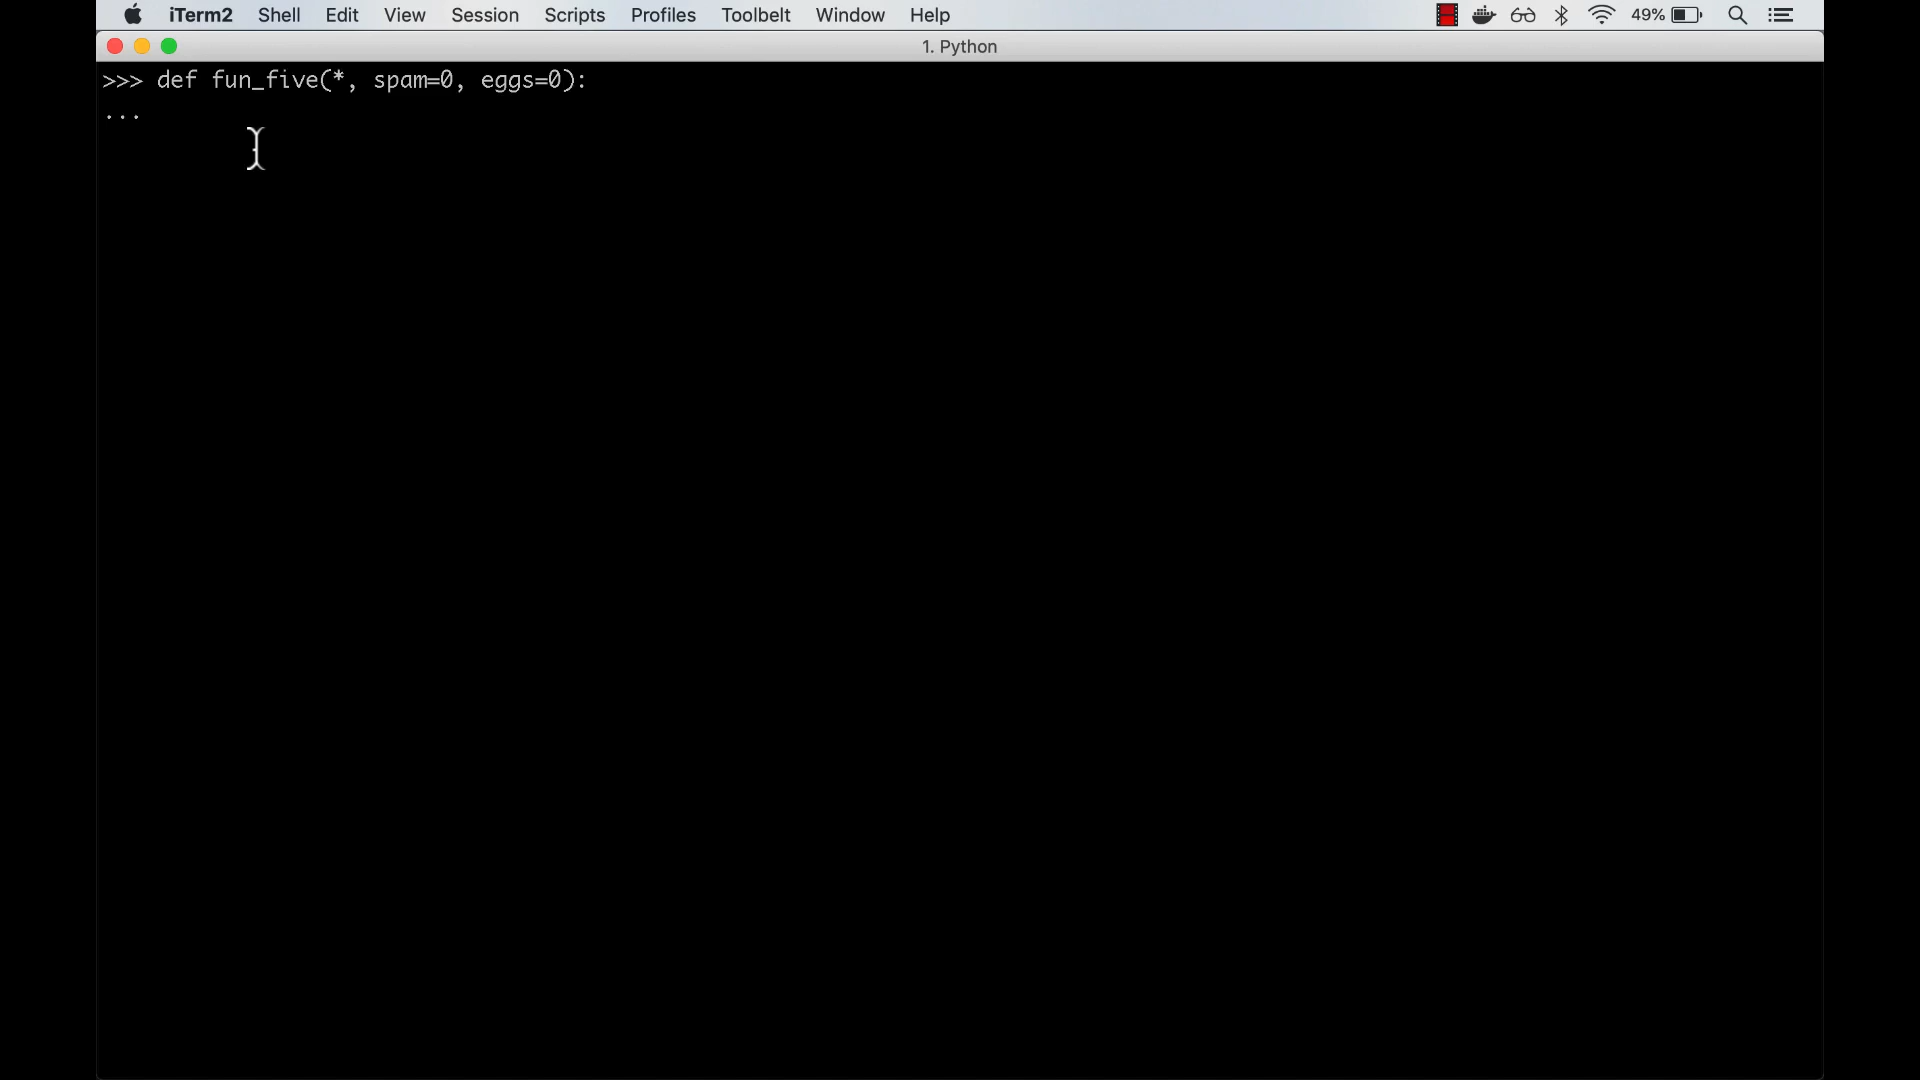 iTerm2 Shell Edit View Session Scripts Profiles Toolbelt Window Help 49%
1. Python
>>> def fun_five(*, spam=0, eggs=0):
...